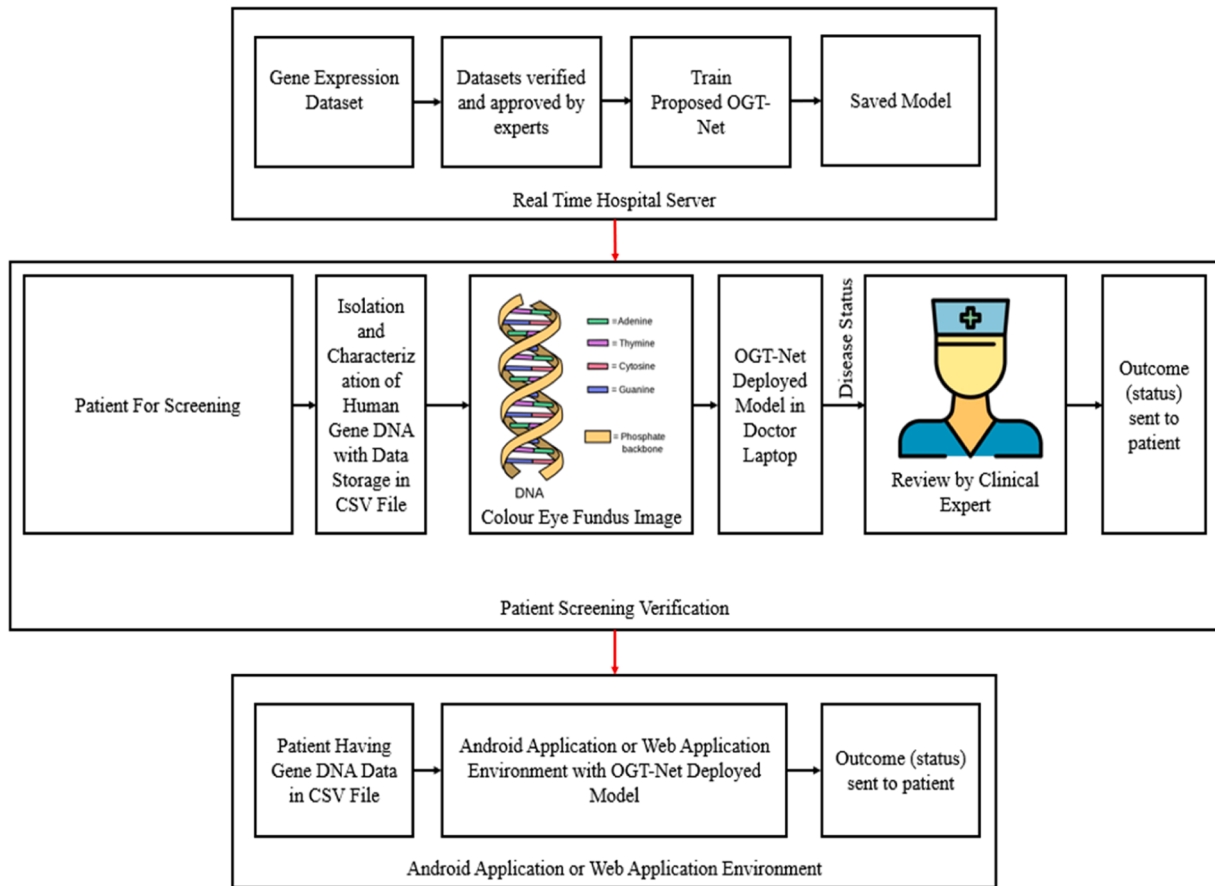 Gene Expression
Dataset
Datasets verified
and approved by
experts
Train
Proposed OGT-
Net
Saved Model
Real Time Hospital Server
Patient For Screening
Isolation
and
Characteriz
ation of
Human
Gene DNA
with Data
Storage in
CSV File
=Adenine
= Thymine
= Cytosine
= Guanine
= Phosphate
backbone
DNA
Colour Eye Fundus Image
OGT-Net
Deployed
Model in
Doctor
Laptop
Disease Status
Review by Clinical
Expert
Outcome
(status)
sent to
patient
Patient Screening Verification
Patient Having
Gene DNA Data
in CSV File
Android Application or Web Application
Environment with OGT-Net Deployed
Model
Outcome (status)
sent to patient
Android Application or Web Application Environment